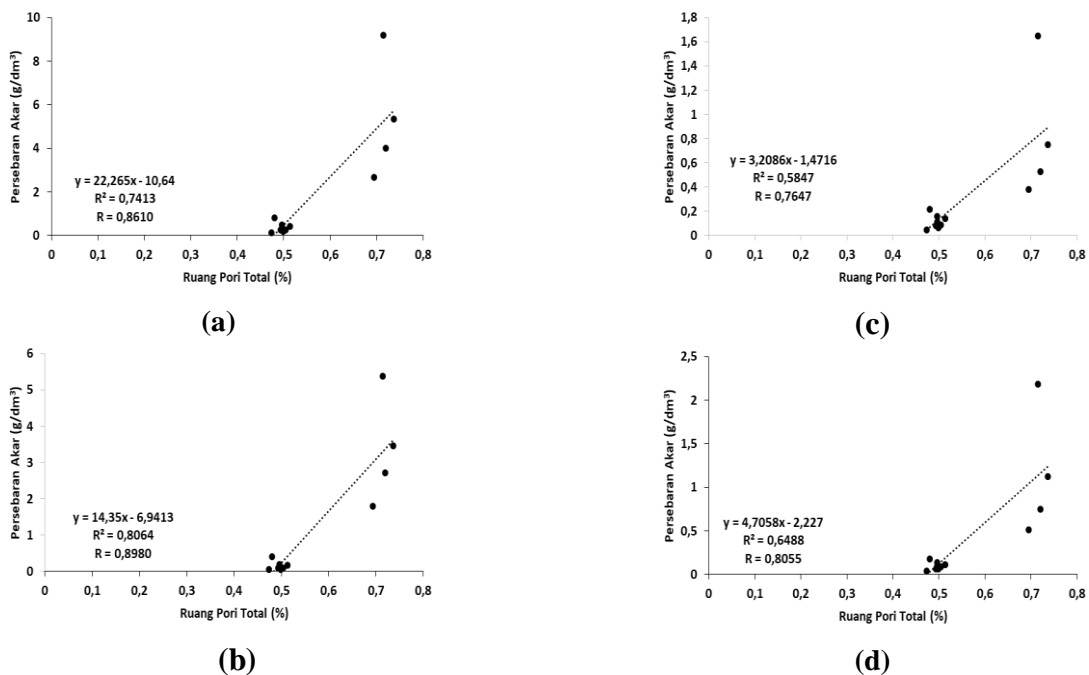 Persebaran Akar (g/dm³)
10
8
6
4
2
0
y = 22,265x - 10,64
R² = 0,7413
R = 0,8610
0 0,1 0,2 0,3 0,4 0,5 0,6 0,7 0,8
Ruang Pori Total (%)
(a)
Persebaran Akar (g/dm³)
1,8
1,6
1,4
1,2
1
0,8
0,6
0,4
0,2
0
y = 3,2086x - 1,4716
R² = 0,5847
R = 0,7647
0 0,1 0,2 0,3 0,4 0,5 0,6 0,7 0,8
Ruang Pori Total (%)
(c)
Persebaran Akar (g/dm³)
6
5
4
3
2
1
0
y = 14,35x - 6,9413
R² = 0,8064
R = 0,8980
0 0,1 0,2 0,3 0,4 0,5 0,6 0,7 0,8
Ruang Pori Total (%)
(b)
Persebaran Akar (g/dm³)
2,5
2
1,5
1
0,5
0
y = 4,7058x - 2,227
R² = 0,6488
R = 0,8055
0 0,1 0,2 0,3 0,4 0,5 0,6 0,7 0,8
Ruang Pori Total (%)
(d)